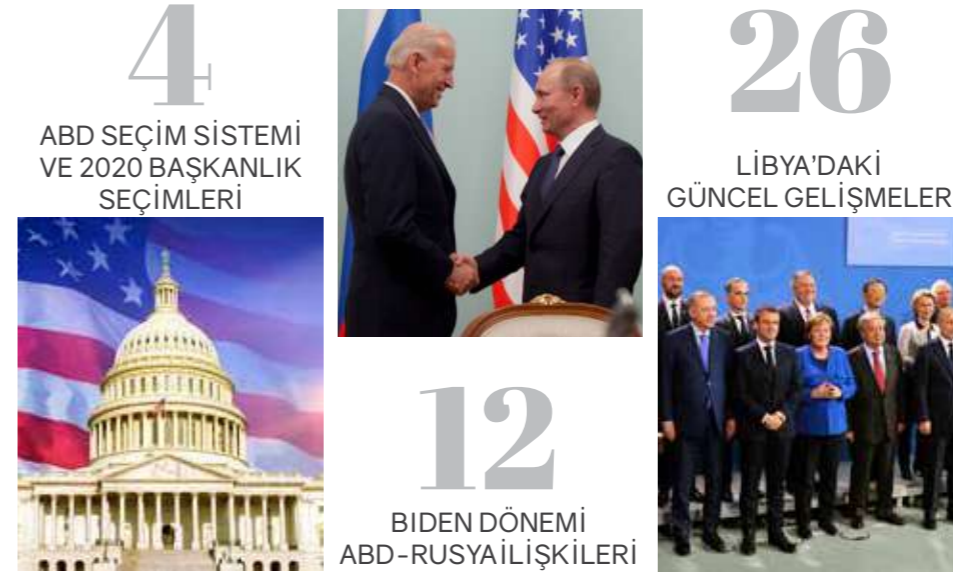 4
ABD SEÇİM SİSTEMİ
VE 2020 BAŞKANLIK
SEÇİMLERİ
12
BIDEN DÖNEMİ
ABD-RUSYAİLİŞKİLERİ
26
LİBYA’DAKİ
GÜNCEL GELİŞMELER